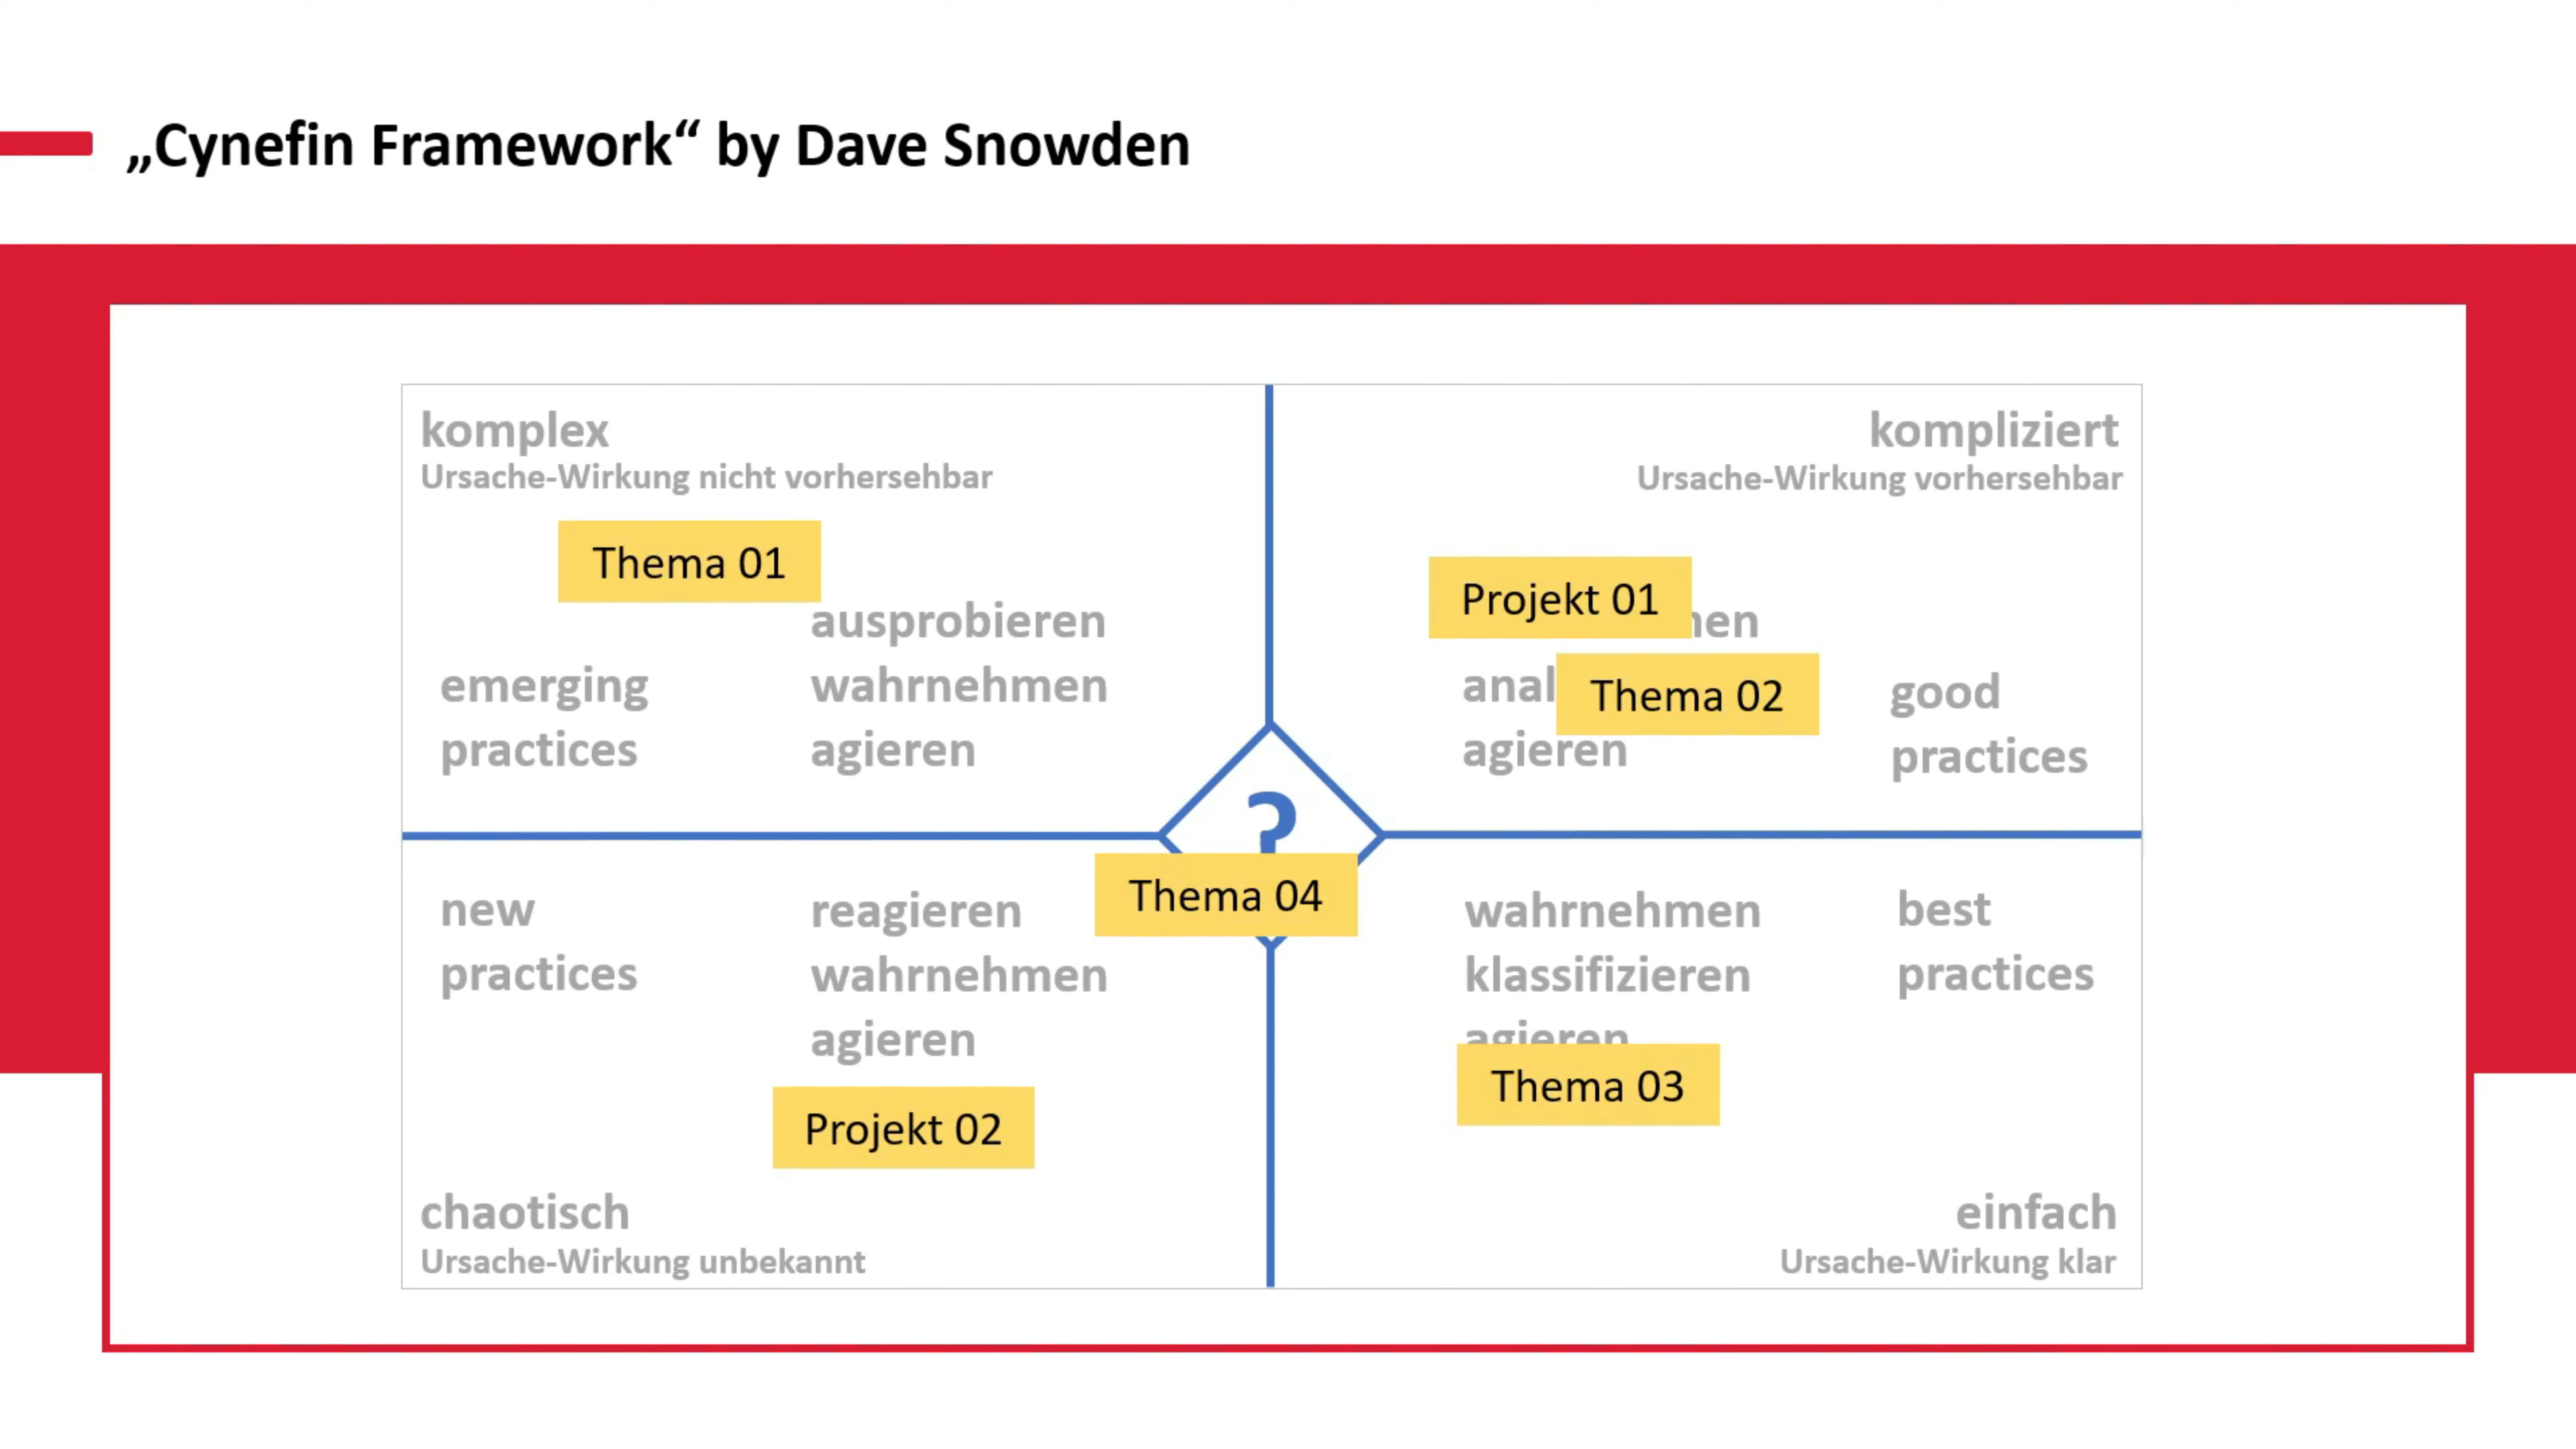 „Cynefin Framework“ by Dave Snowden
komplex
Ursache-Wirkung nicht vorhersehbar
Thema 01
emerging
practices
ausprobieren
wahrnehmen
agieren
kompliziert
Ursache-Wirkung vorhersehbar
Projekt 01
Thema 02
agieren
good
practices
?
Thema 04
new
practices
reagieren
wahrnehmen
agieren
Projekt 02
chaotisch
Ursache-Wirkung unbekannt
wahrnehmen
klassifizieren
agieren
best
practices
Thema 03
einfach
Ursache-Wirkung klar